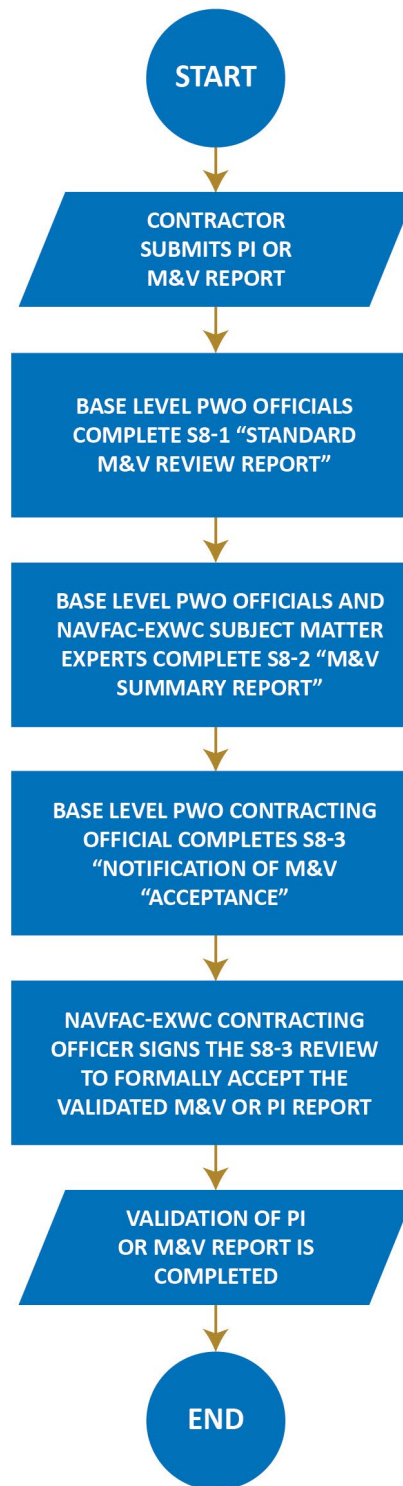 START
CONTRACTOR
SUBMITS PI OR
M&V REPORT
BASE LEVEL PWO OFFICIALS
COMPLETE S8-1 “STANDARD
M&V REVIEW REPORT”
BASE LEVEL PWO OFFICIALS AND
NAVFAC-EXWC SUBJECT MATTER
EXPERTS COMPLETE S8-2 “M&V
SUMMARY REPORT”
BASE LEVEL PWO CONTRACTING
OFFICIAL COMPLETES S8-3
“NOTIFICATION OF M&V
“ACCEPTANCE”
NAVFAC-EXWC CONTRACTING
OFFICER SIGNS THE S8-3 REVIEW
TO FORMALLY ACCEPT THE
VALIDATED M&V OR PI REPORT
VALIDATION OF PI
OR M&V REPORT IS
COMPLETED
END